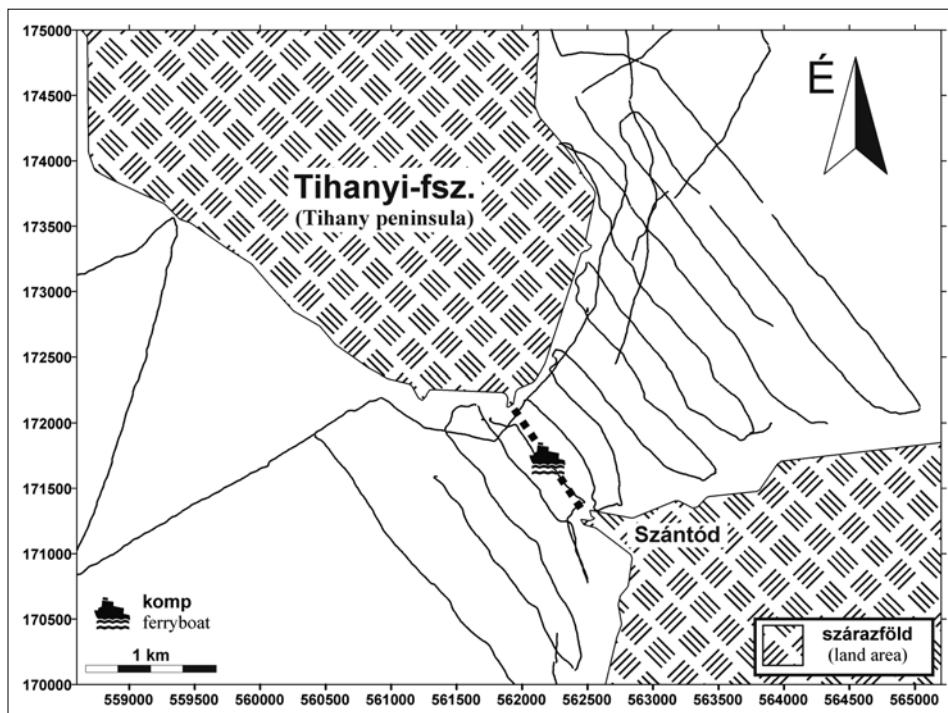 175000
174500
174000
173500
173000
172500
172000
171500
171000
170500
170000
É
Tihanyi-fsz.
(Tihany peninsula)
Szántód
komp
ferryboat
1 km
szárazföld
(land area)
559000 559500 560000 560500 561000 561500 562000 562500 563000 563500 564000 564500 565000